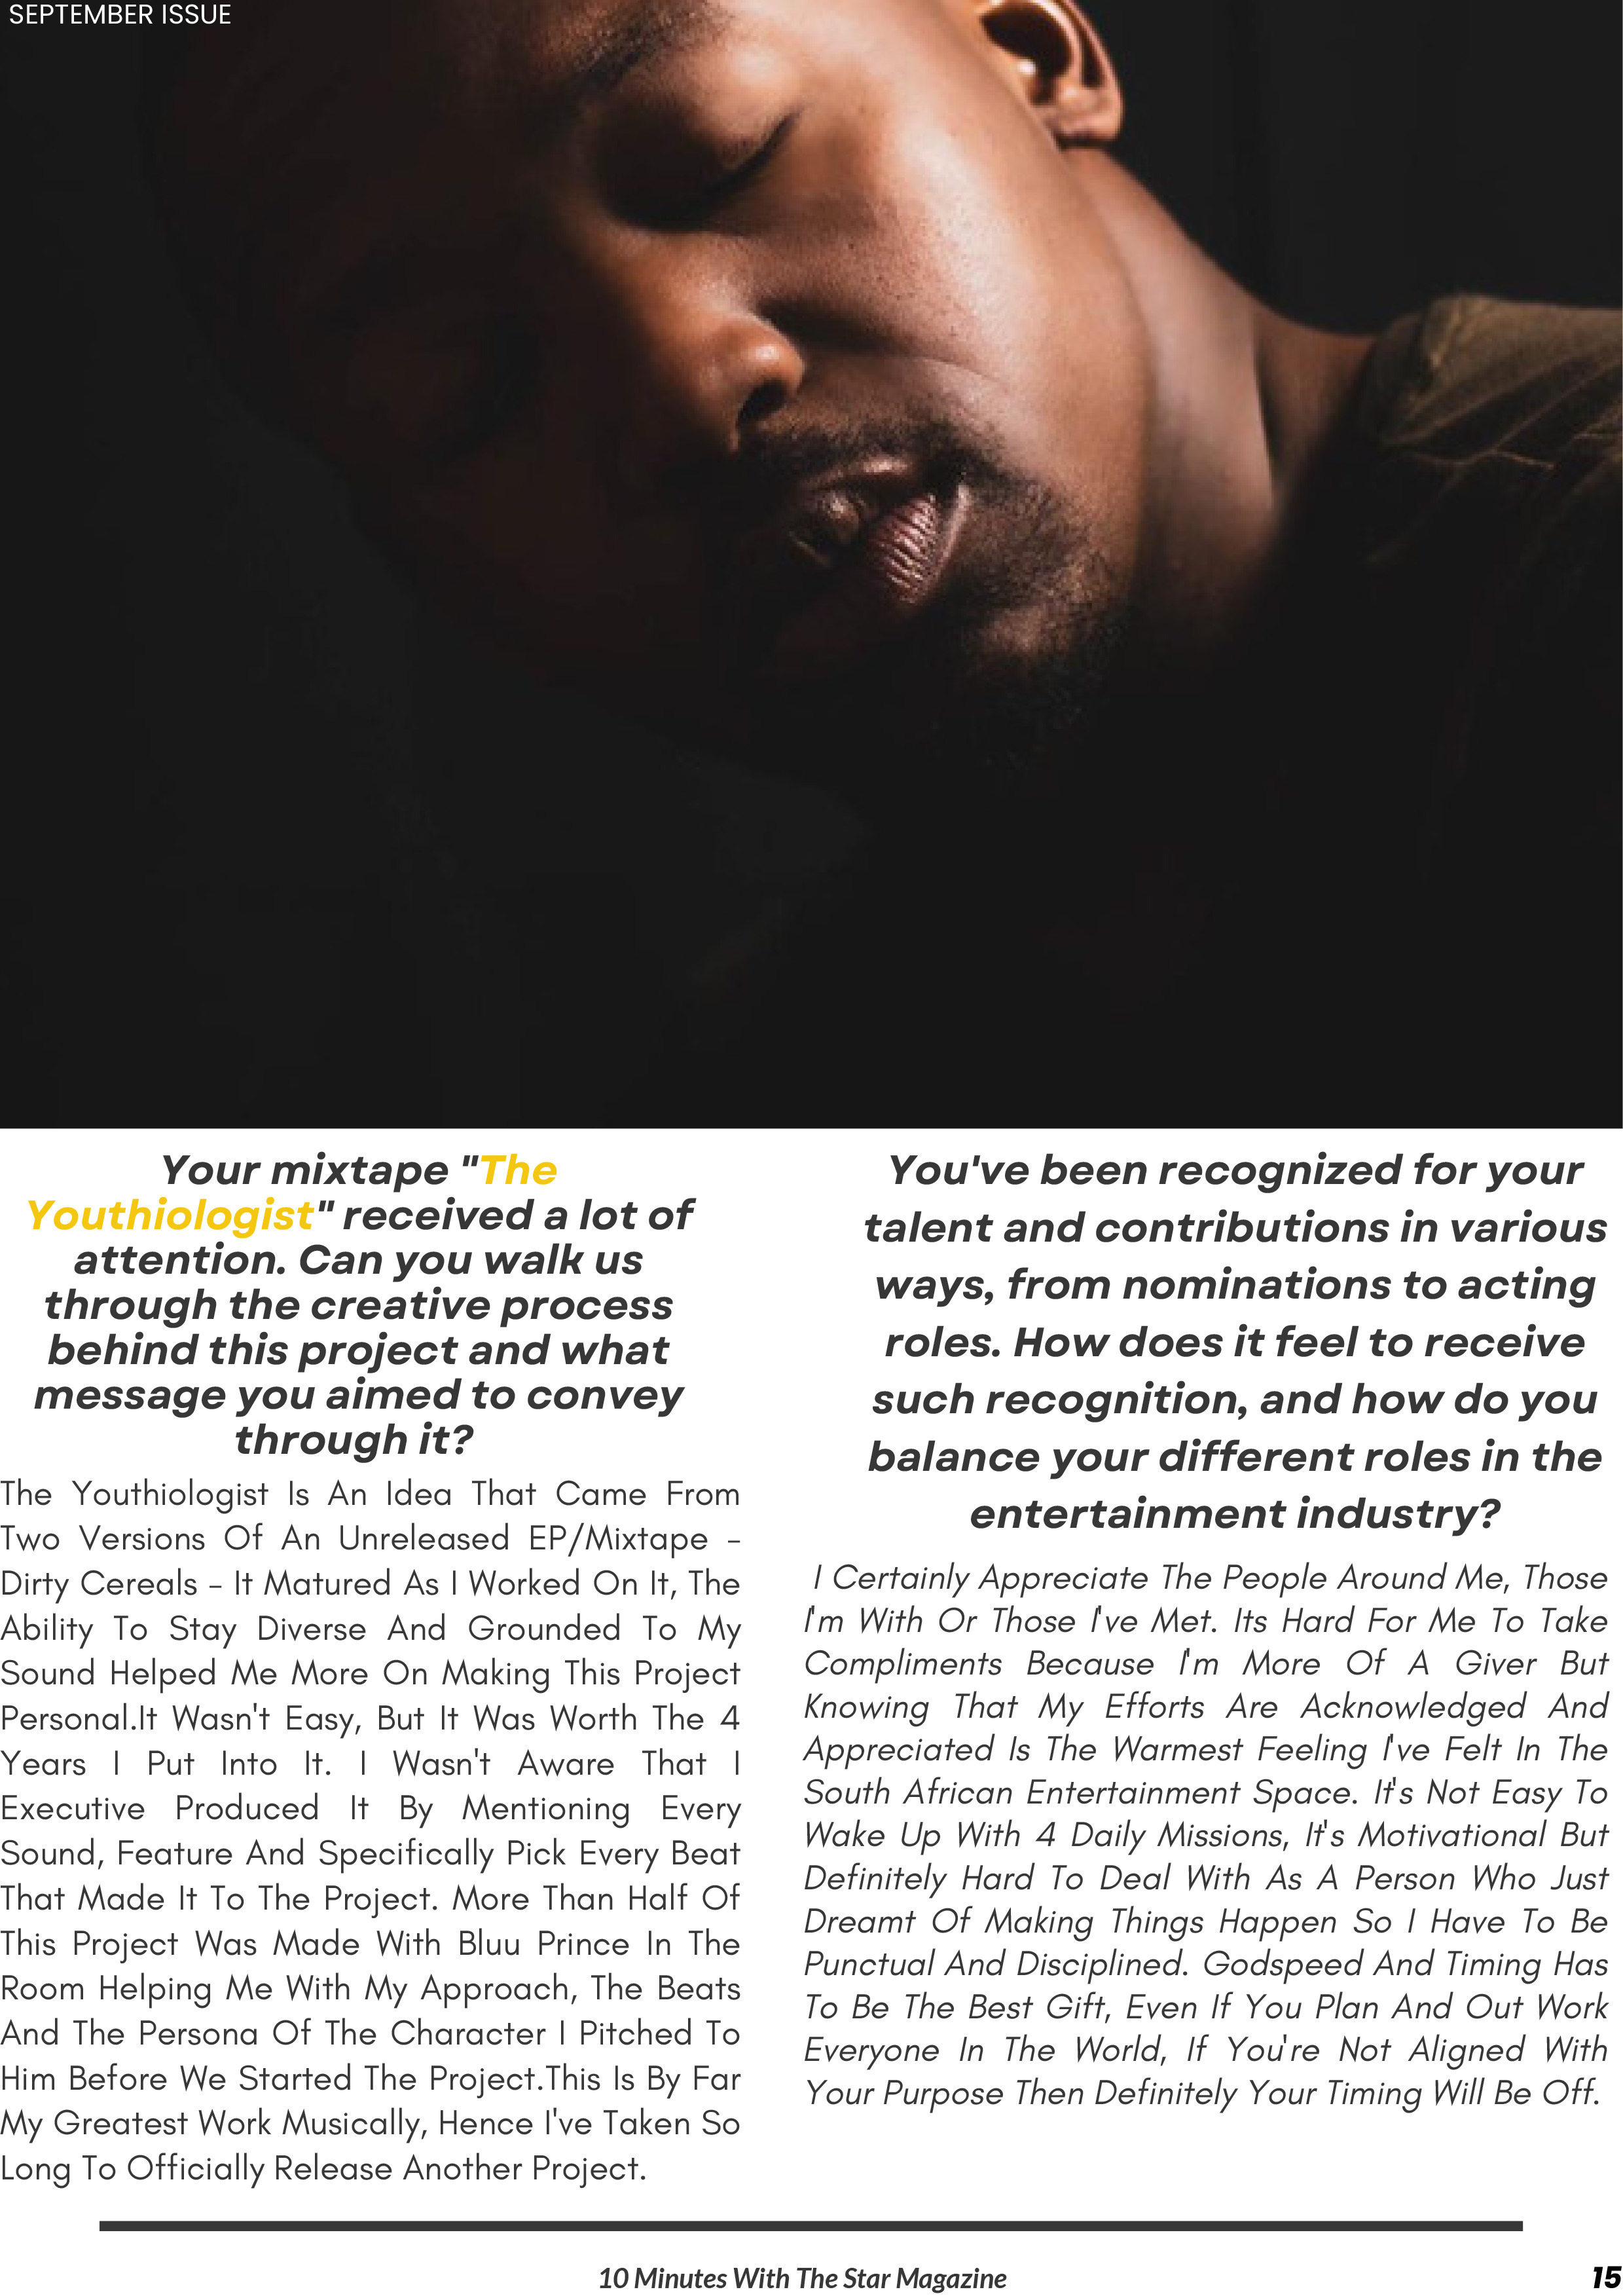 SEPTEMBER ISSUE
Your mixtape "The
Youthiologist" received a lot of
attention. Can you walk us
through the creative process
behind this project and what
message you aimed to convey
through it?
The Youthiologist Is An Idea That Came From
Two Versions Of An Unreleased EP/Mixtape -
Dirty Cereals - It Matured As I Worked On It, The
Ability To Stay Diverse And Grounded To My
Sound Helped Me More On Making This Project
Personal.It Wasn't Easy, But It Was Worth The 4
Years I Put Into It. I Wasn't Aware That I
Executive Produced It By Mentioning Every
Sound, Feature And Specifically Pick Every Beat
That Made It To The Project. More Than Half Of
This Project Was Made With Bluu Prince In The
Room Helping Me With My Approach, The Beats
And The Persona Of The Character I Pitched To
Him Before We Started The Project.This Is By Far
My Greatest Work Musically, Hence I've Taken So
Long To Officially Release Another Project.
You've been recognized for your
talent and contributions in various
ways, from nominations to acting
roles. How does it feel to receive
such recognition, and how do you
balance your different roles in the
entertainment industry?
I Certainly Appreciate The People Around Me, Those
I'm With Or Those I've Met. Its Hard For Me To Take
Compliments Because I'm More Of A Giver But
Knowing That My Efforts Are Acknowledged And
Appreciated Is The Warmest Feeling I've Felt In The
South African Entertainment Space. It's Not Easy To
Wake Up With 4 Daily Missions, It's Motivational But
Definitely Hard To Deal With As A Person Who Just
Dreamt Of Making Things Happen So I Have To Be
Punctual And Disciplined. Godspeed And Timing Has
To Be The Best Gift, Even If You Plan And Out Work
Everyone In The World, If You're Not Aligned With
Your Purpose Then Definitely Your Timing Will Be Off.
10 Minutes With The Star Magazine
15